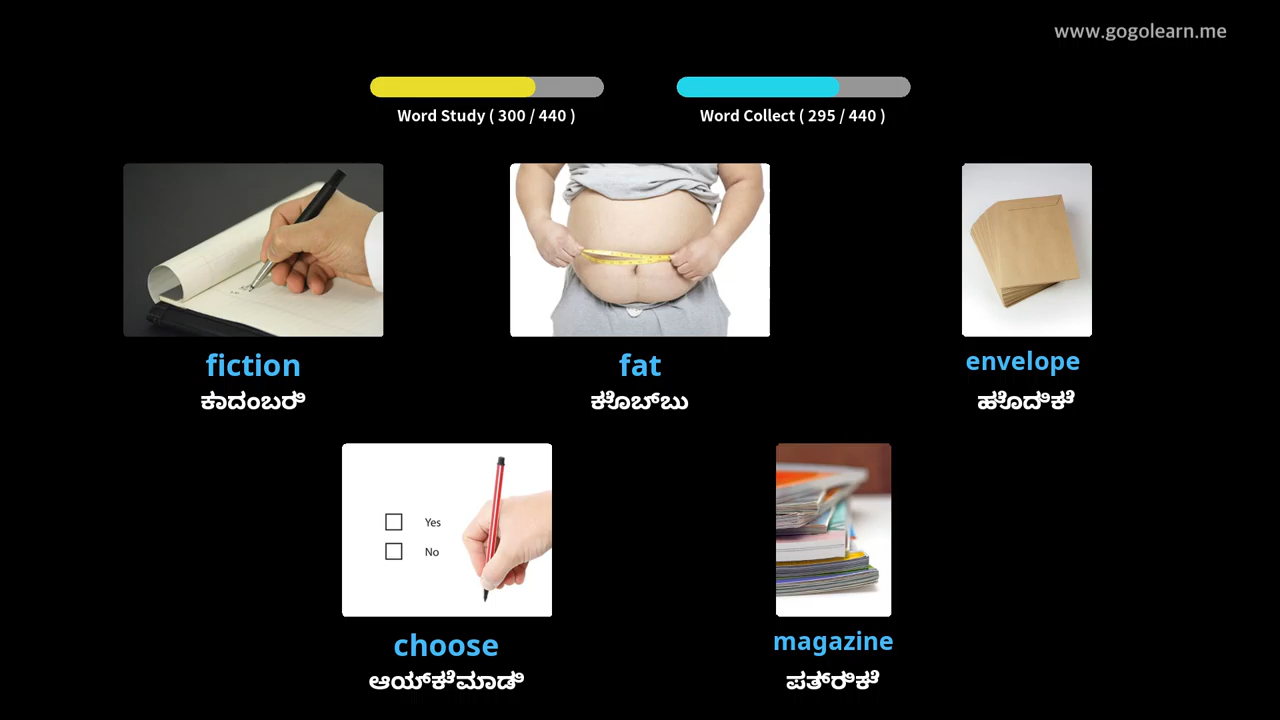 www.gogolearn.me
Word Study ( 300 / 440 )
Word Collect ( 295 / 440 )
fiction
ಕಾದಂಬರಿ
fat
ಕೊಬ್ಬು
envelope
ಹೊದಿಕೆ
Yes
No
choose
ಆಯ್ಕೆಮಾಡಿ
magazine
ಪತ್ರಿಕೆ